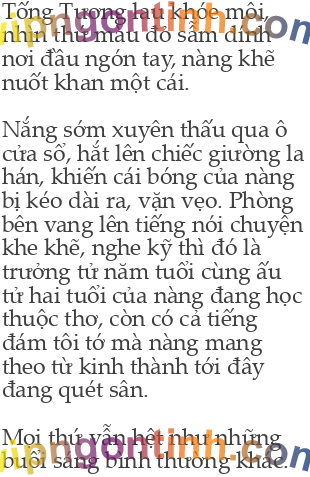 Tống Tương lau khóe môi,
nhìn thứ màu đỏ sẫm dính
nơi đầu ngón tay, nàng khẽ
nuốt khan một cái.
Nắng sớm xuyên thấu qua ô
cửa sổ, hắt lên chiếc giường la
hán, khiến cái bóng của nàng
bị kéo dài ra, vặn vẹo. Phòng
bên vang lên tiếng nói chuyện
khe khẽ, nghe kỹ thì đó là
trưởng tử năm tuổi cùng ấu
tử hai tuổi của nàng đang học
thuộc thơ, còn có cả tiếng
đám tôi tớ mà nàng mang
theo từ kinh thành tới đây
đang quét sân.
Mọi thứ vẫn hệt như những
buổi sáng bình thường khác.